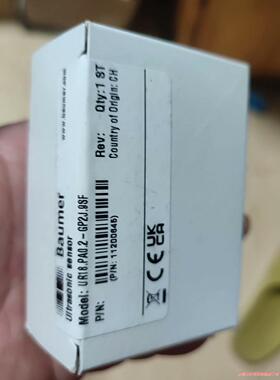 Baumer
Ultrasonic sensor
Model: UR18.PA0.2-GP2J.9SF
P/N:
(P/N: 11200645)
Rev:
Qty: 1 ST
Country of Origin: CH
www.baumer.com
CE
UK
CA